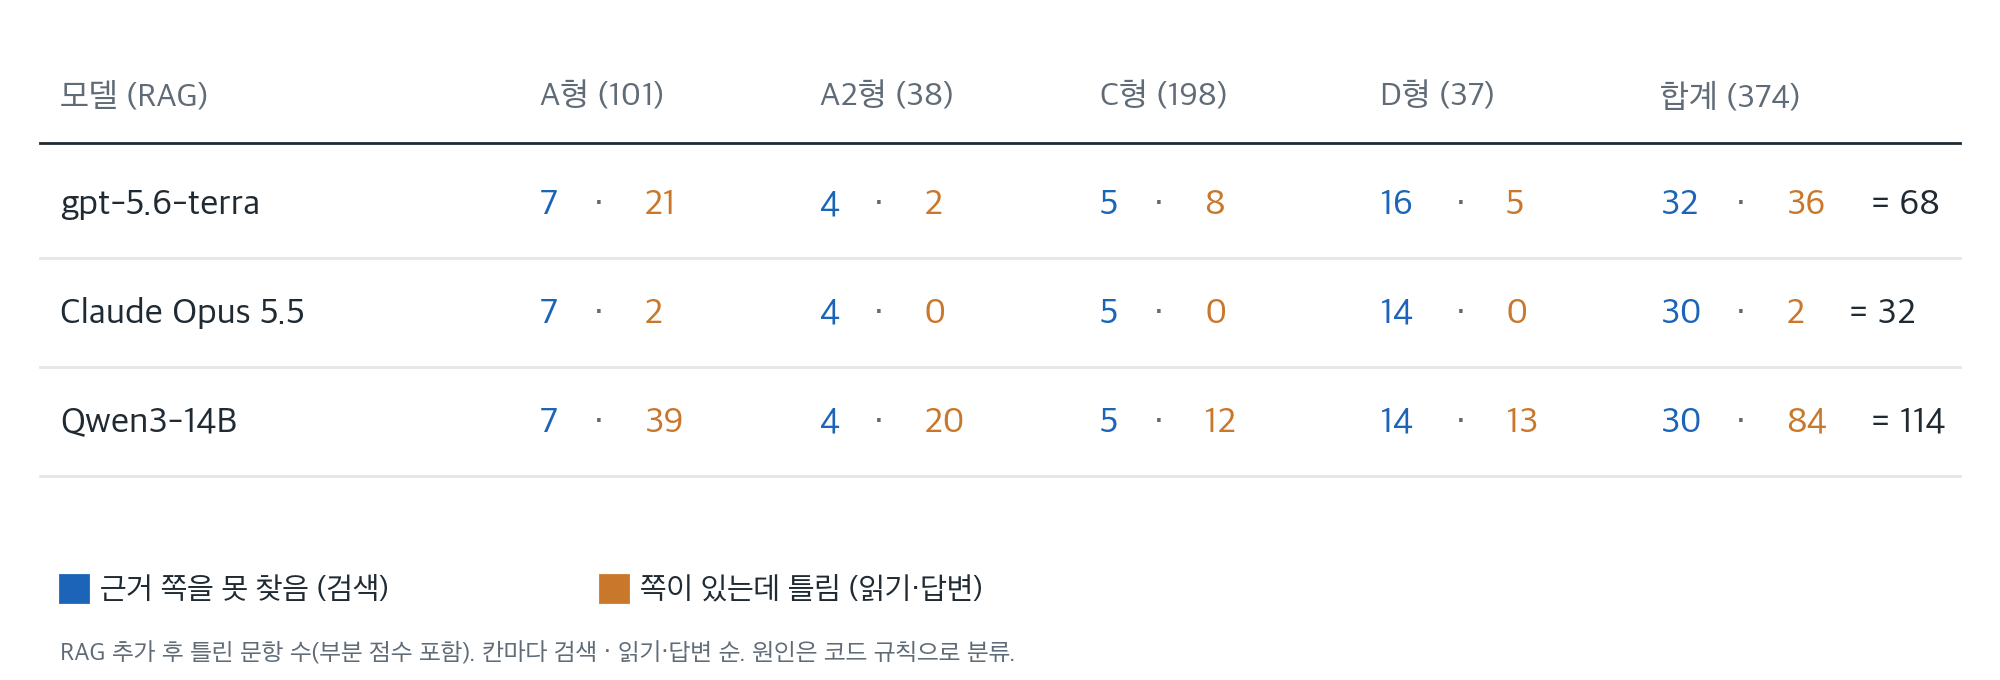 모델 (RAG) A형 (101) A2형 (38) C형 (198) D형 (37) 합계 (374)
gpt-5.6-terra 7 · 21 4 · 2 5 · 8 16 · 5 32 · 36 = 68
Claude Opus 5.5 7 · 2 4 · 0 5 · 0 14 · 0 30 · 2 = 32
Qwen3-14B 7 · 39 4 · 20 5 · 12 14 · 13 30 · 84 = 114
근거 쪽을 못 찾음 (검색) 쪽이 있는데 틀림 (읽기·답변)
RAG 추가 후 틀린 문항 수(부분 점수 포함). 칸마다 검색 · 읽기·답변 순. 원인은 코드 규칙으로 분류.